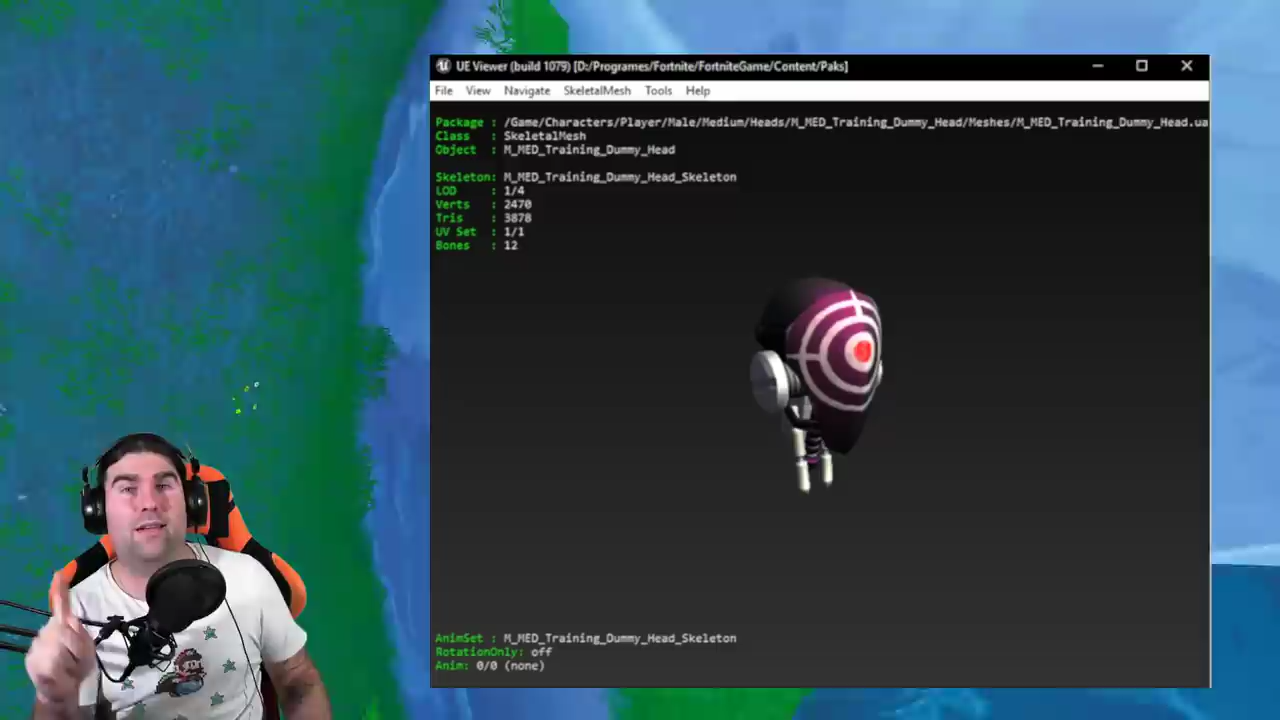 UE Viewer (build 1079) [D:/Programes/Fortnite/FortniteGame/Content/Paks]
File View Navigate SkeletalMesh Tools Help
Package : /Game/Characters/Player/Male/Medium/Heads/M_MED_Training_Dummy_Head/Meshes/M_MED_Training_Dummy_Head.ua
Class : SkeletalMesh
Object : M_MED_Training_Dummy_Head
Skeleton: M_MED_Training_Dummy_Head_Skeleton
LOD : 1/4
Verts : 2470
Tris : 3878
UV Set : 1/1
Bones : 12
AnimSet : M_MED_Training_Dummy_Head_Skeleton
RotationOnly: off
Anim: 0/0 (none)